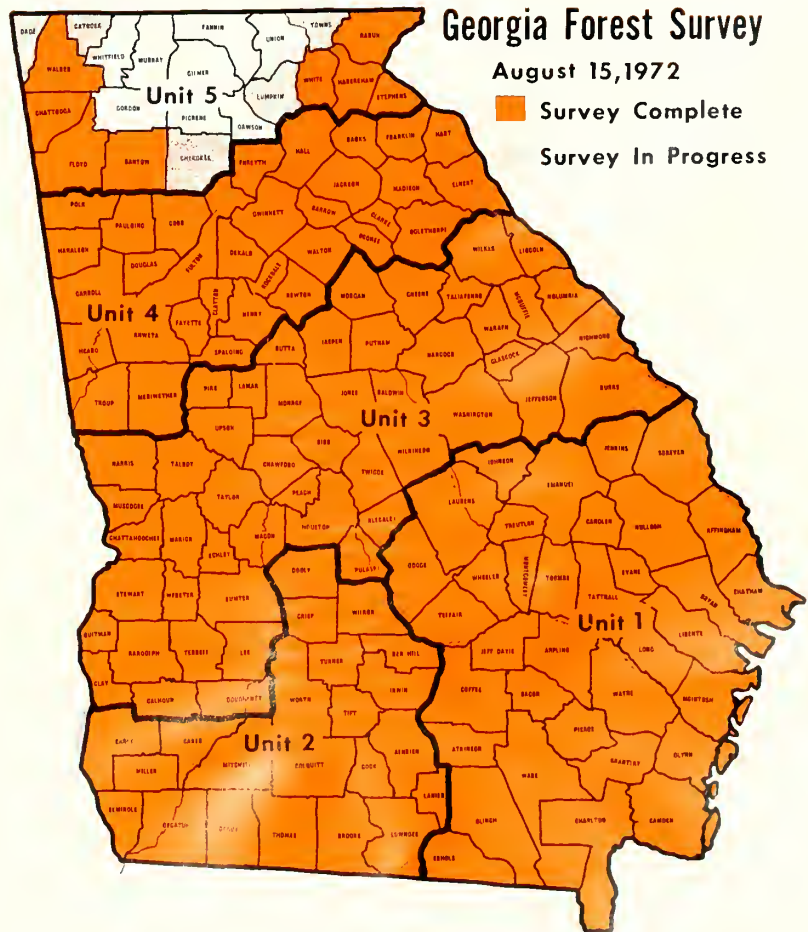 Georgia Forest Survey
August 15,1972
Survey Complete
Survey In Progress
DADE
CATOOSA
FANNIN
UNION
TOWNS
RABUN
WHITFIELD
MURRAY
WALKER
GILMER
WHITE
HABERSHAM
Unit 5
LUMPKIN
STEPHENS
CHATTOOGA
GORDON
PICKENS
DAWSON
FLOYD
BARTOW
CHEROKEE
FORSYTH
HALL
BANKS
FRANKLIN
HART
JACKSON
MADISON
ELBERT
POLK
PAULDING
COBB
GWINNETT
BARROW
CLARKE
OCONEE
OGLETHORPE
HARALSON
DOUGLAS
FULTON
DEKALB
WALTON
WILKES
LINCOLN
ROCKDALE
CARROLL
CLAYTON
NEWTON
MORGAN
GREENE
TALIAFERRO
COLUMBIA
Unit 4
FAYETTE
HENRY
WARREN
HEARD
SPALDING
BUTTS
JASPER
PUTNAM
HANCOCK
GLASCOCK
RICHMOND
TROUP
MERIWETHER
PIKE
LAMAR
MONROE
JONES
BALDWIN
JEFFERSON
BURKE
Unit 3
WASHINGTON
UPSON
BIBB
WILKINSON
HARRIS
TALBOT
CRAWFORD
TWIGGS
JOHNSON
EMANUEL
JENKINS
SCREVEN
TAYLOR
PEACH
LAURENS
MUSCOGEE
TREUTLEN
CANDLER
BULLOCH
EFFINGHAM
CHATTAHOOCHEE
MARION
MACON
HOUSTON
PULASKI
DOOLY
DODGE
WHEELER
MONTGOMERY
TOOMBS
EVANS
BRYAN
CHATHAM
STEWART
WEBSTER
SUMTER
CRISP
WILCOX
TELFAIR
TATTNALL
Unit 1
LIBERTY
QUITMAN
RANDOLPH
TERRELL
LEE
TURNER
BEN HILL
JEFF DAVIS
APPLING
LONG
CLAY
CALHOUN
DOUGHERTY
WORTH
IRWIN
COFFEE
BACON
WAYNE
MCINTOSH
TIFT
EARLY
BAKER
Unit 2
PIERCE
MILLER
MITCHELL
COLQUITT
COOK
BERRIEN
ATKINSON
WARE
BRANTLEY
GLYNN
SEMINOLE
DECATUR
GRADY
THOMAS
BROOKS
LOWNDES
LANIER
CLINCH
CHARLTON
CAMDEN
ECHOLS